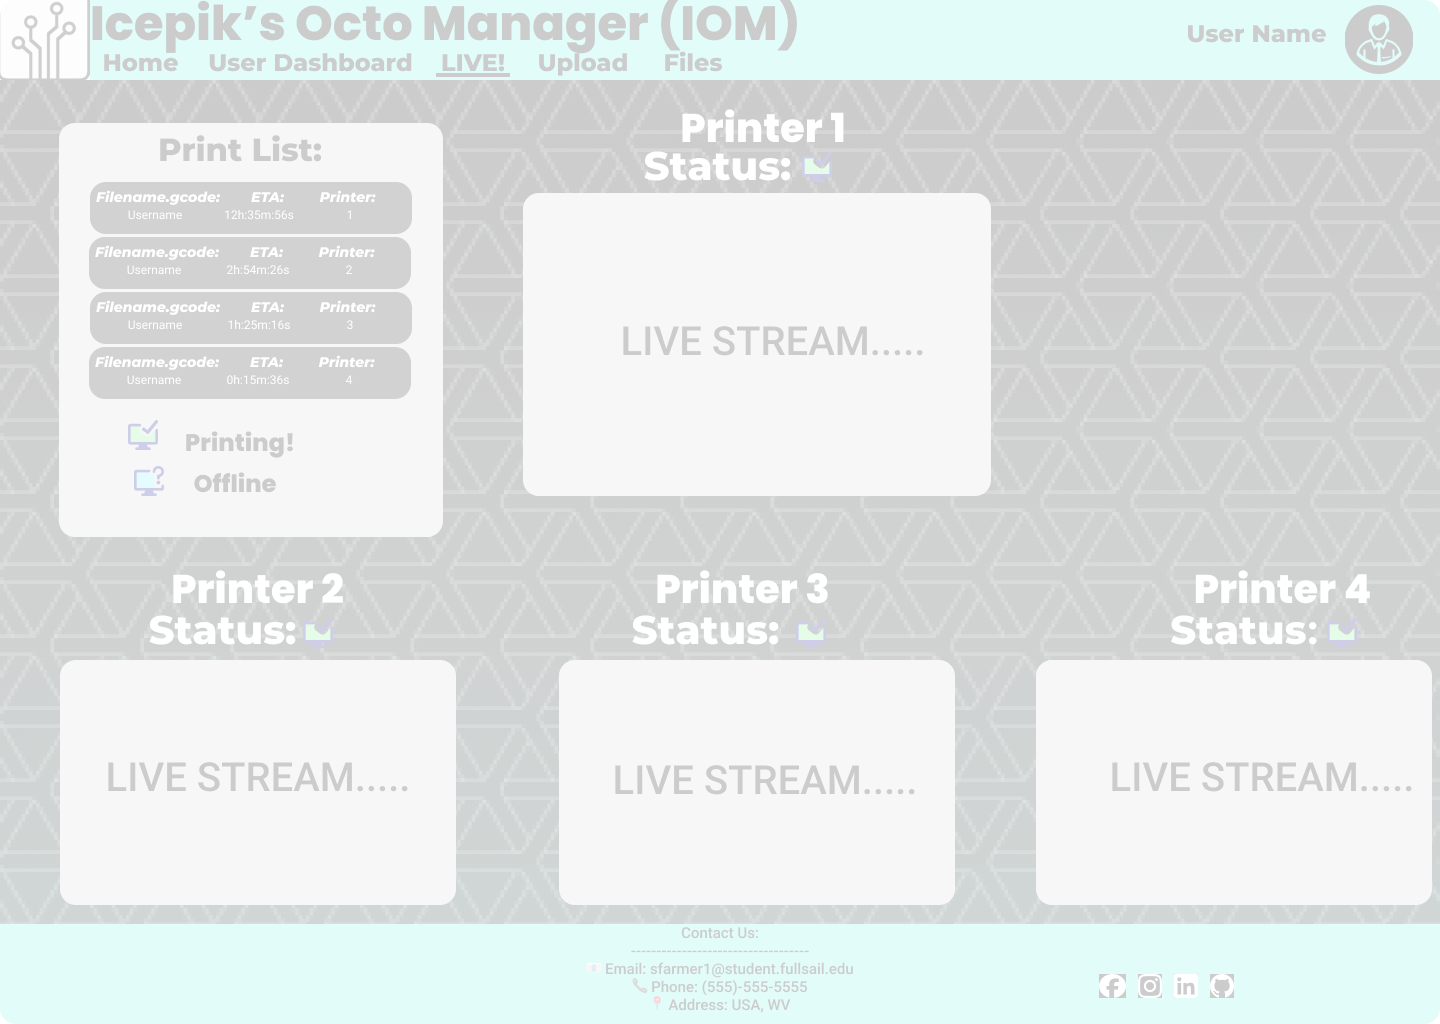 Icepik’s Octo Manager (IOM)
User Name
Home User Dashboard LIVE! Upload Files
Print List:
Filename.gcode: ETA: Printer:
Username 12h:35m:56s 1
Filename.gcode: ETA: Printer:
Username 2h:54m:26s 2
Filename.gcode: ETA: Printer:
Username 1h:25m:16s 3
Filename.gcode: ETA: Printer:
Username 0h:15m:36s 4
Printing!
Offline
Printer 1
Status:
LIVE STREAM.....
Printer 2
Status:
LIVE STREAM.....
Printer 3
Status:
LIVE STREAM.....
Printer 4
Status:
LIVE STREAM.....
Contact Us:
-----------------------------------
Email: sfarmer1@student.fullsail.edu
Phone: (555)-555-5555
Address: USA, WV